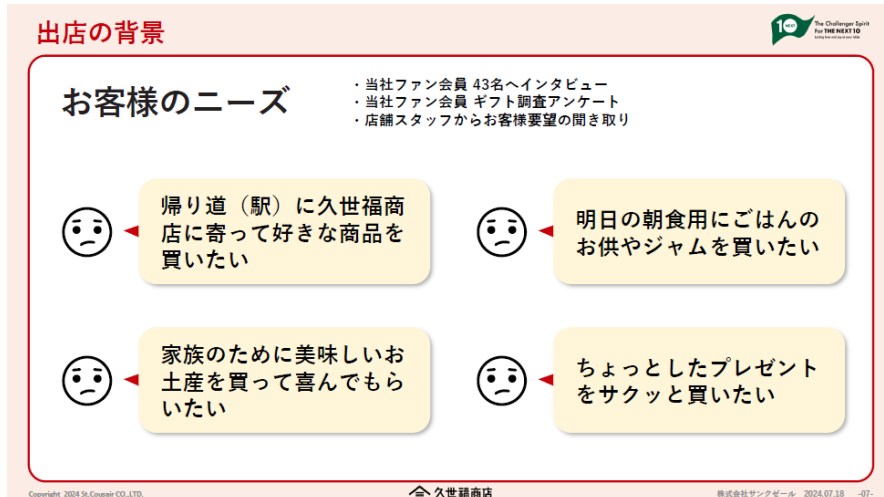 出店の背景
10 NEXT
The Challenger Spirit
For THE NEXT 10
お客様のニーズ
・当社ファン会員 43名へインタビュー
・当社ファン会員 ギフト調査アンケート
・店舗スタッフからお客様要望の聞き取り
帰り道（駅）に久世福商
店に寄って好きな商品を
買いたい
明日の朝食用にごはんの
お供やジャムを買いたい
家族のために美味しいお
土産を買って喜んでもら
いたい
ちょっとしたプレゼント
をサクッと買いたい
Copyright 2024 St.Cousair CO.,LTD.
久世福商店
株式会社サンクゼール 2024.07.18 -07-